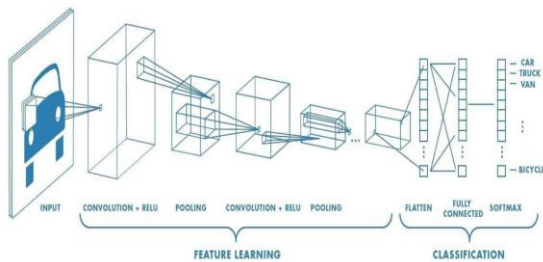 CAR
TRUCK
VAN
BICYCLE
INPUT
CONVOLUTION + RELU
POOLING
CONVOLUTION + RELU
POOLING
FLATTEN
FULLY
CONNECTED
SOFTMAX
FEATURE LEARNING
CLASSIFICATION